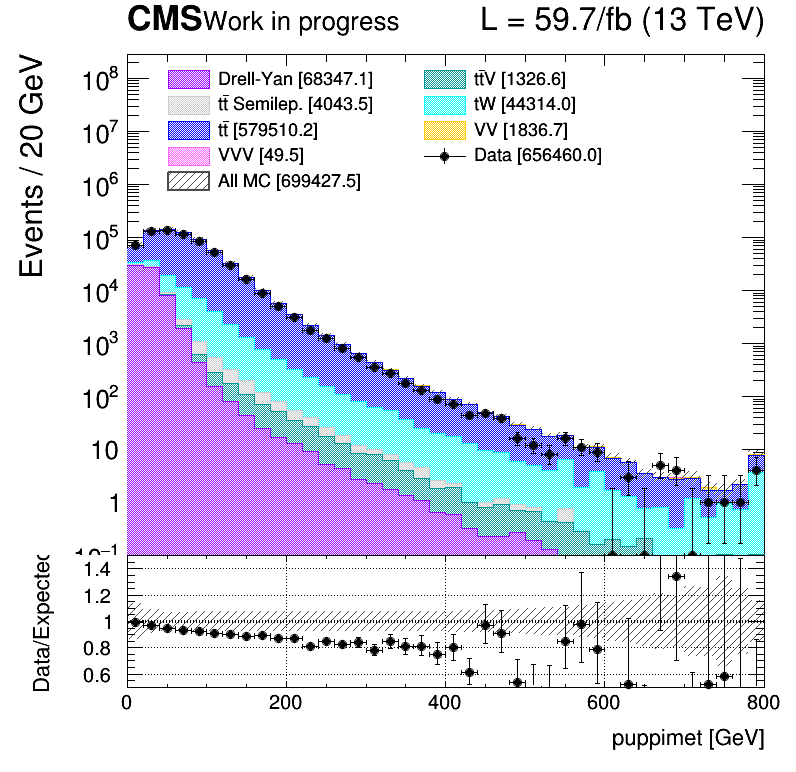 CMS Work in progress L = 59.7/fb (13 TeV)
Events / 20 GeV
Drell-Yan [68347.1]
tt̄ Semilep. [4043.5]
tt̄ [579510.2]
VVV [49.5]
All MC [699427.5]
tt̄V [1326.6]
tW [44314.0]
VV [1836.7]
Data [656460.0]
10⁸
10⁷
10⁶
10⁵
10⁴
10³
10²
10
1
10⁻¹
Data/Expected
1.4
1.2
1
0.8
0.6
0 200 400 600 800
puppimet [GeV]